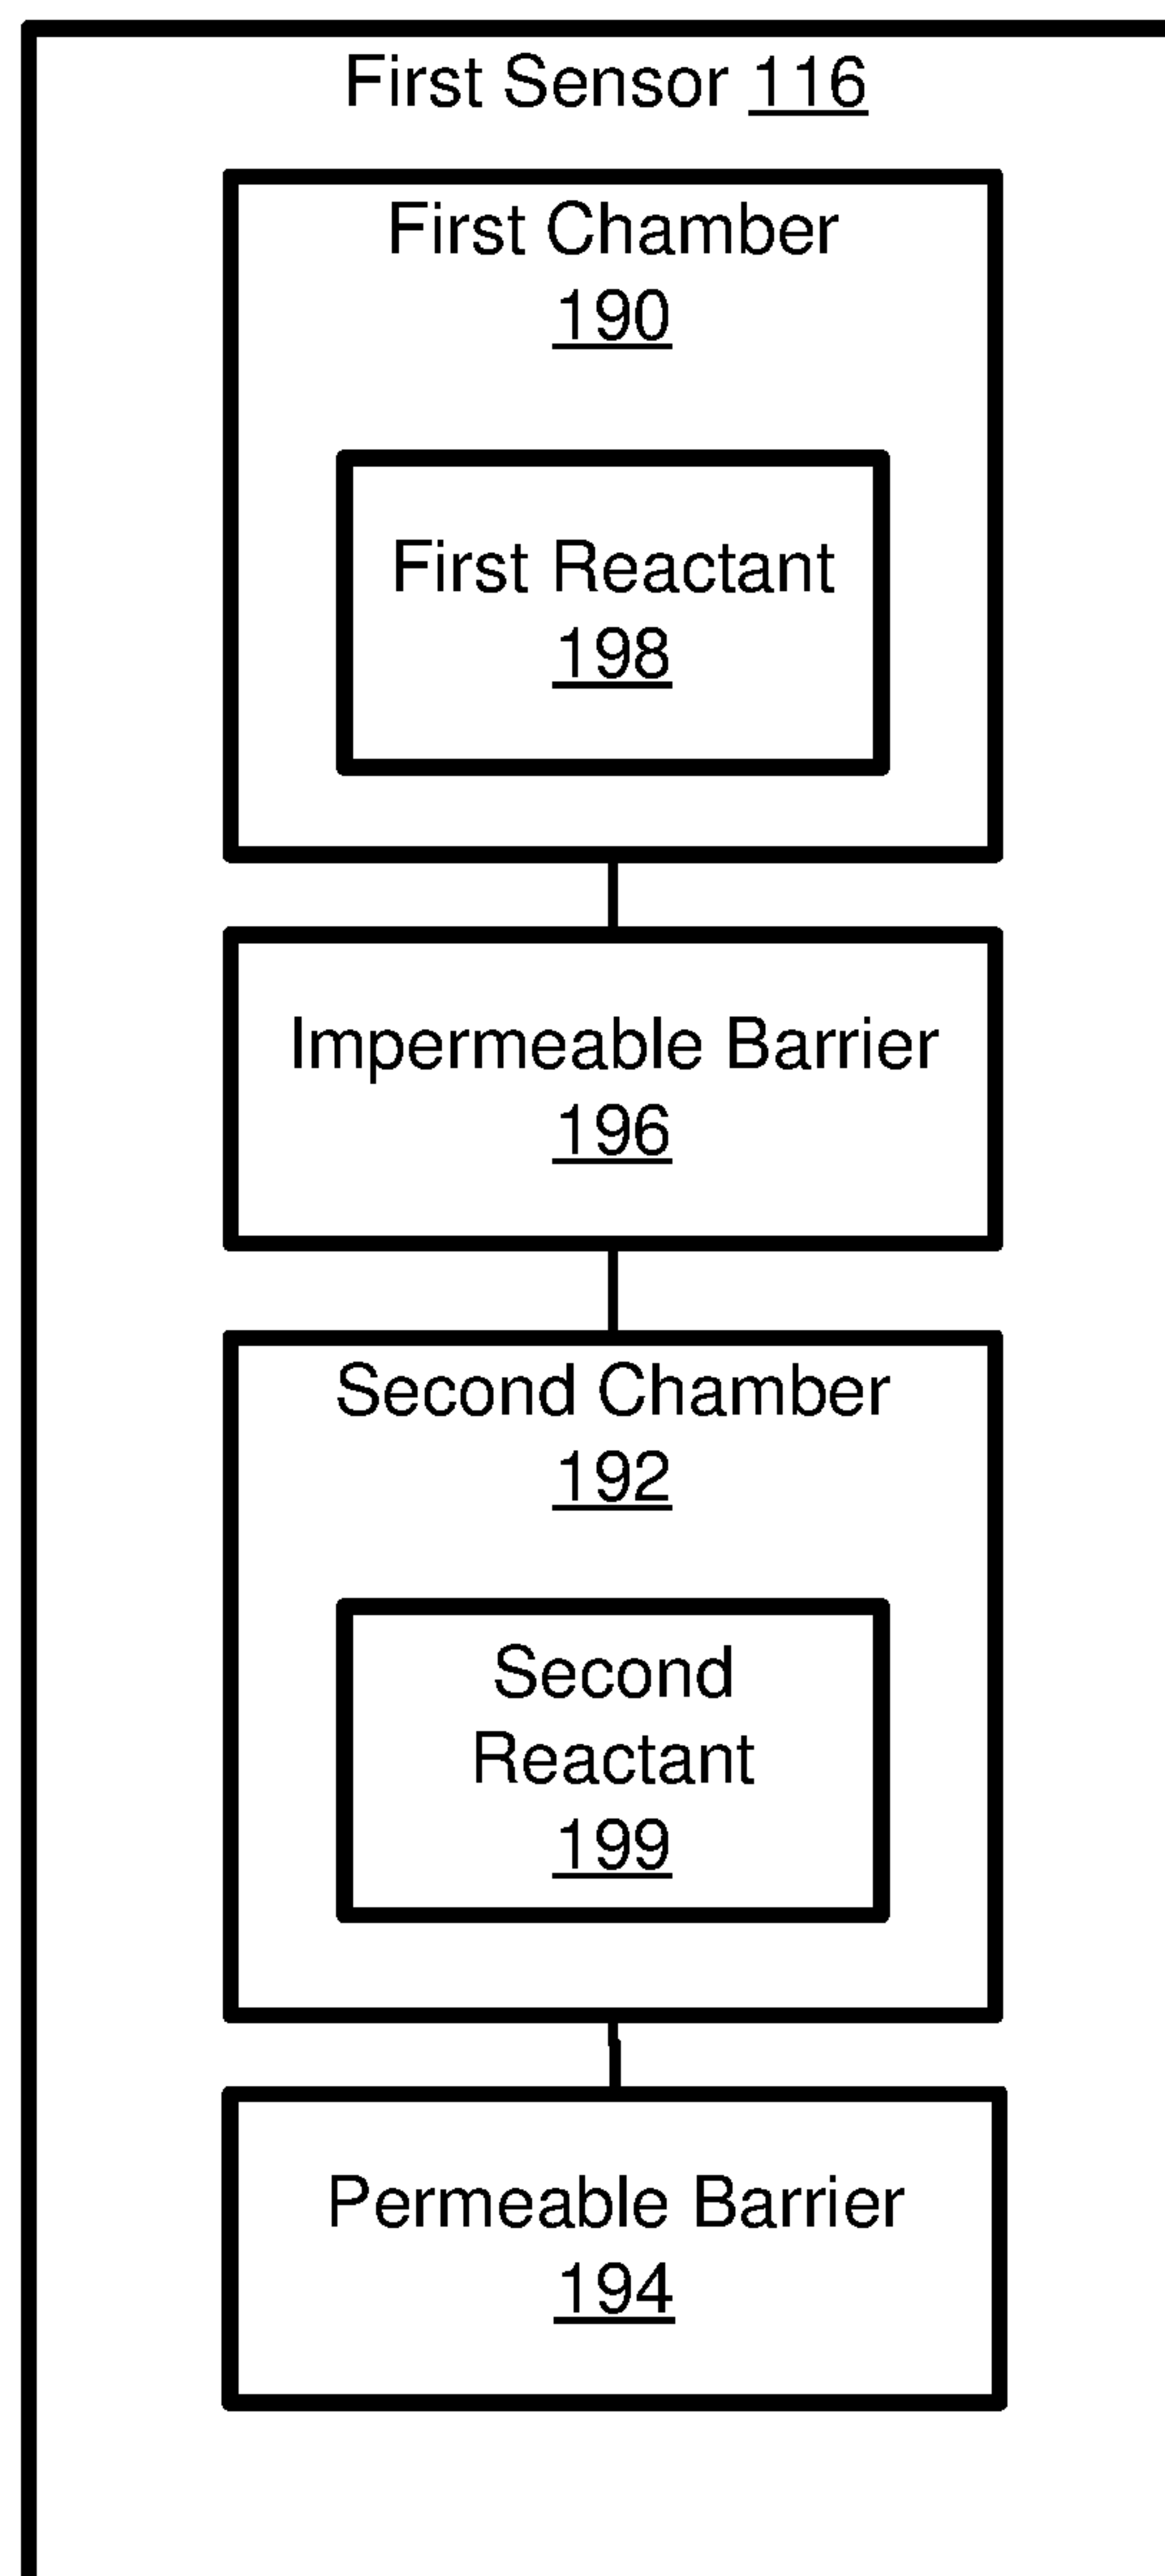 First Sensor 116
First Chamber
190
First Reactant
198
Impermeable Barrier
196
Second Chamber
192
Second
Reactant
199
Permeable Barrier
194